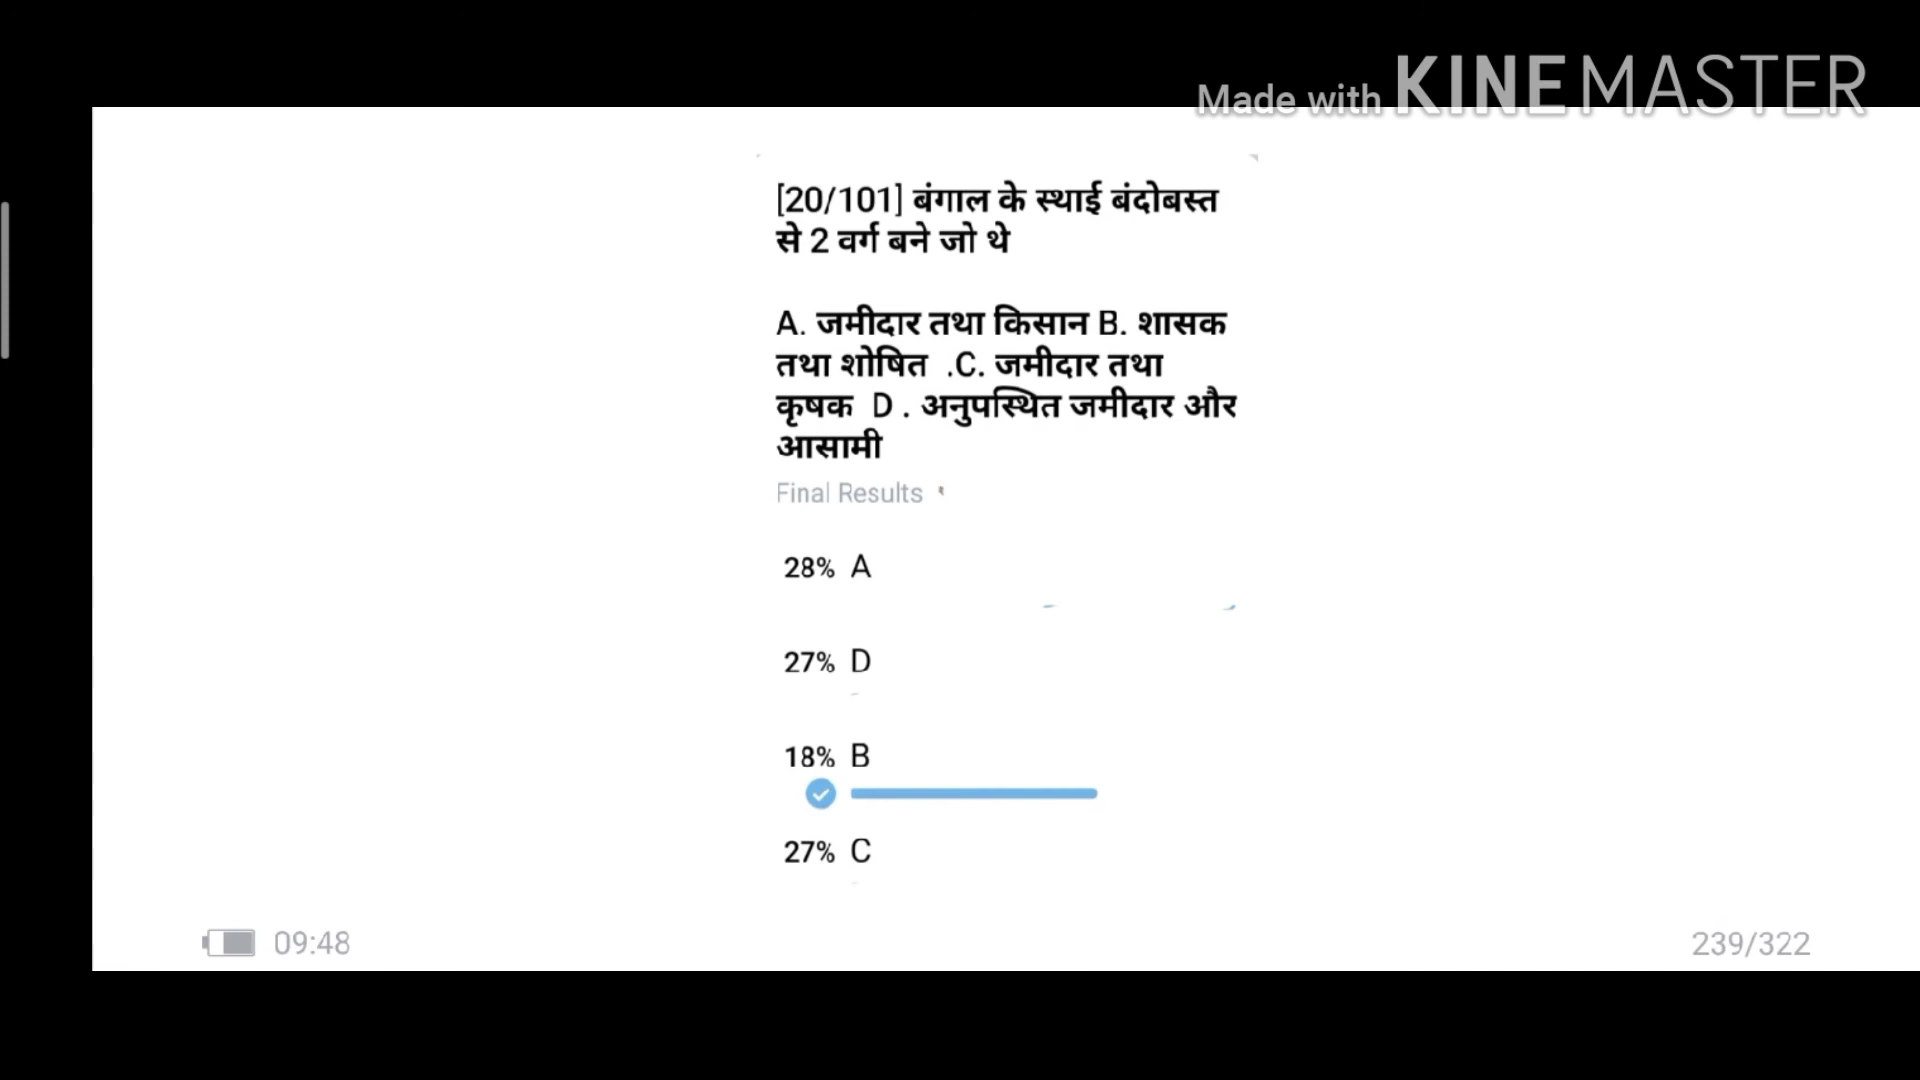 Made with KINEMASTER
[20/101] बंगाल के स्थाई बंदोबस्त
से 2 वर्ग बने जो थे
A. जमीदार तथा किसान B. शासक
तथा शोषित .C. जमीदार तथा
कृषक D . अनुपस्थित जमीदार और
आसामी
Final Results
28% A
27% D
18% B
27% C
09:48
239/322